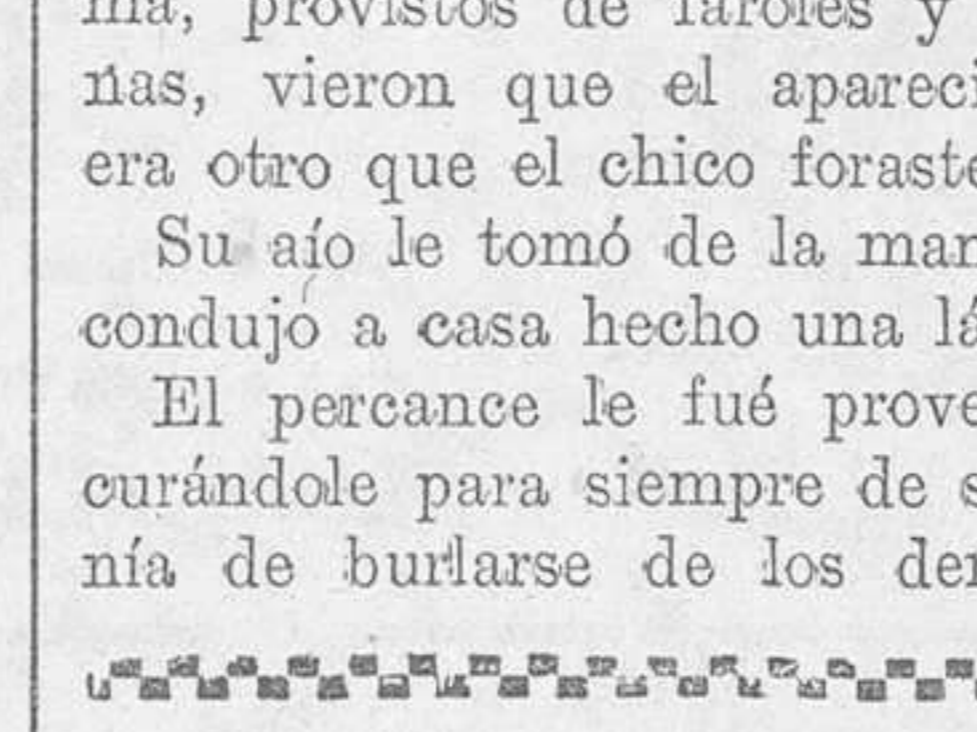 ma, provistos de faroles y
ñas, vieron que el apareci
era otro que el chico foraste
Su aío le tomó de la man
condujo a casa hecho una lá
El percance le fué prove
curándole para siempre de s
nía de burlarse de los de